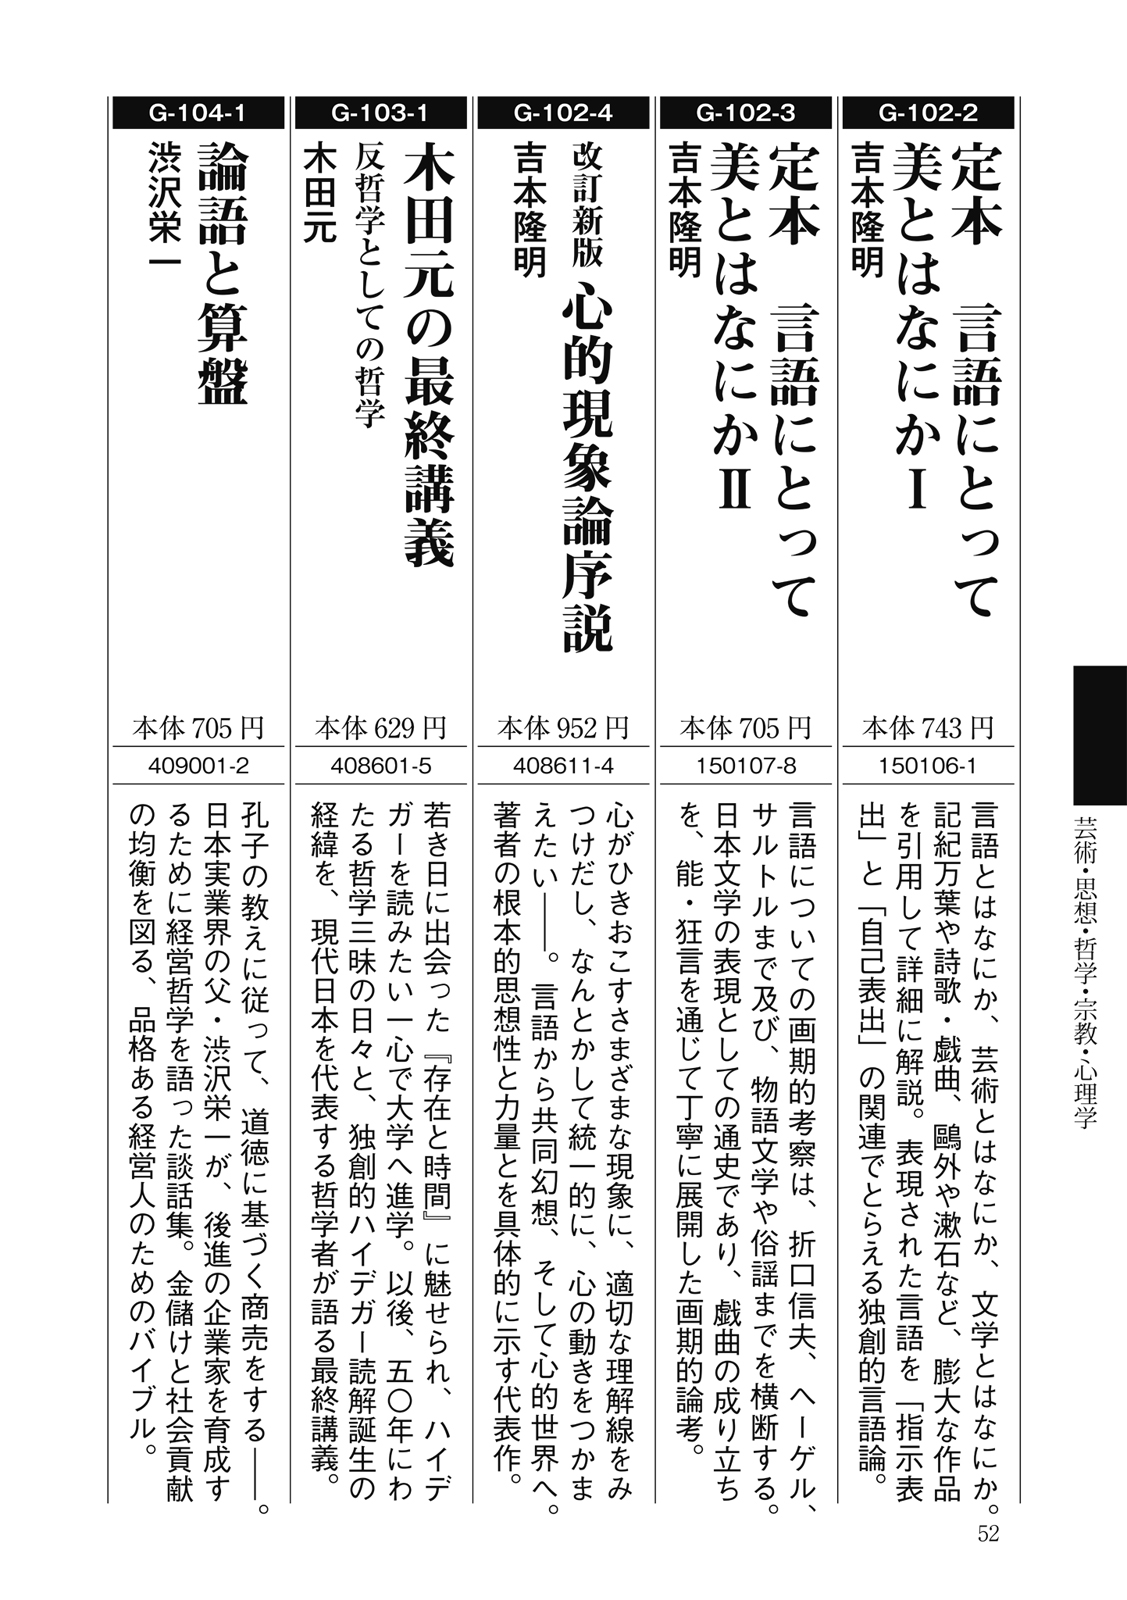 G-102-2
定本 言語にとって
美とはなにかⅠ
吉本隆明
本体743円
150106-1
言語とはなにか、芸術とはなにか、文学とはなにか。
記紀万葉や詩歌・戯曲、鷗外や漱石など、膨大な作品
を引用して詳細に解説。表現された言語を「指示表
出」と「自己表出」の関連でとらえる独創的言語論。
G-102-3
定本 言語にとって
美とはなにかⅡ
吉本隆明
本体705円
150107-8
言語についての画期的考察は、折口信夫、ヘーゲル、
サルトルまで及び、物語文学や俗謡までを横断する。
日本文学の表現としての通史であり、戯曲の成り立ち
を、能・狂言を通じて丁寧に展開した画期的論考。
G-102-4
改訂新版 心的現象論序説
吉本隆明
本体952円
408611-4
心がひきおこすさまざまな現象に、適切な理解線をみ
つけだし、なんとかして統一的に、心の動きをつかま
えたい——。言語から共同幻想、そして心的世界へ。
著者の根本的思想性と力量とを具体的に示す代表作。
G-103-1
木田元の最終講義
反哲学としての哲学
木田元
本体629円
408601-5
若き日に出会った『存在と時間』に魅せられ、ハイデ
ガーを読みたい一心で大学へ進学。以後、五〇年にわ
たる哲学三昧の日々と、独創的ハイデガー読解誕生の
経緯を、現代日本を代表する哲学者が語る最終講義。
G-104-1
論語と算盤
渋沢栄一
本体705円
409001-2
孔子の教えに従って、道徳に基づく商売をする——。
日本実業界の父・渋沢栄一が、後進の企業家を育成す
るために経営哲学を語った談話集。金儲けと社会貢献
の均衡を図る、品格ある経営人のためのバイブル。
芸術・思想・哲学・宗教・心理学
52